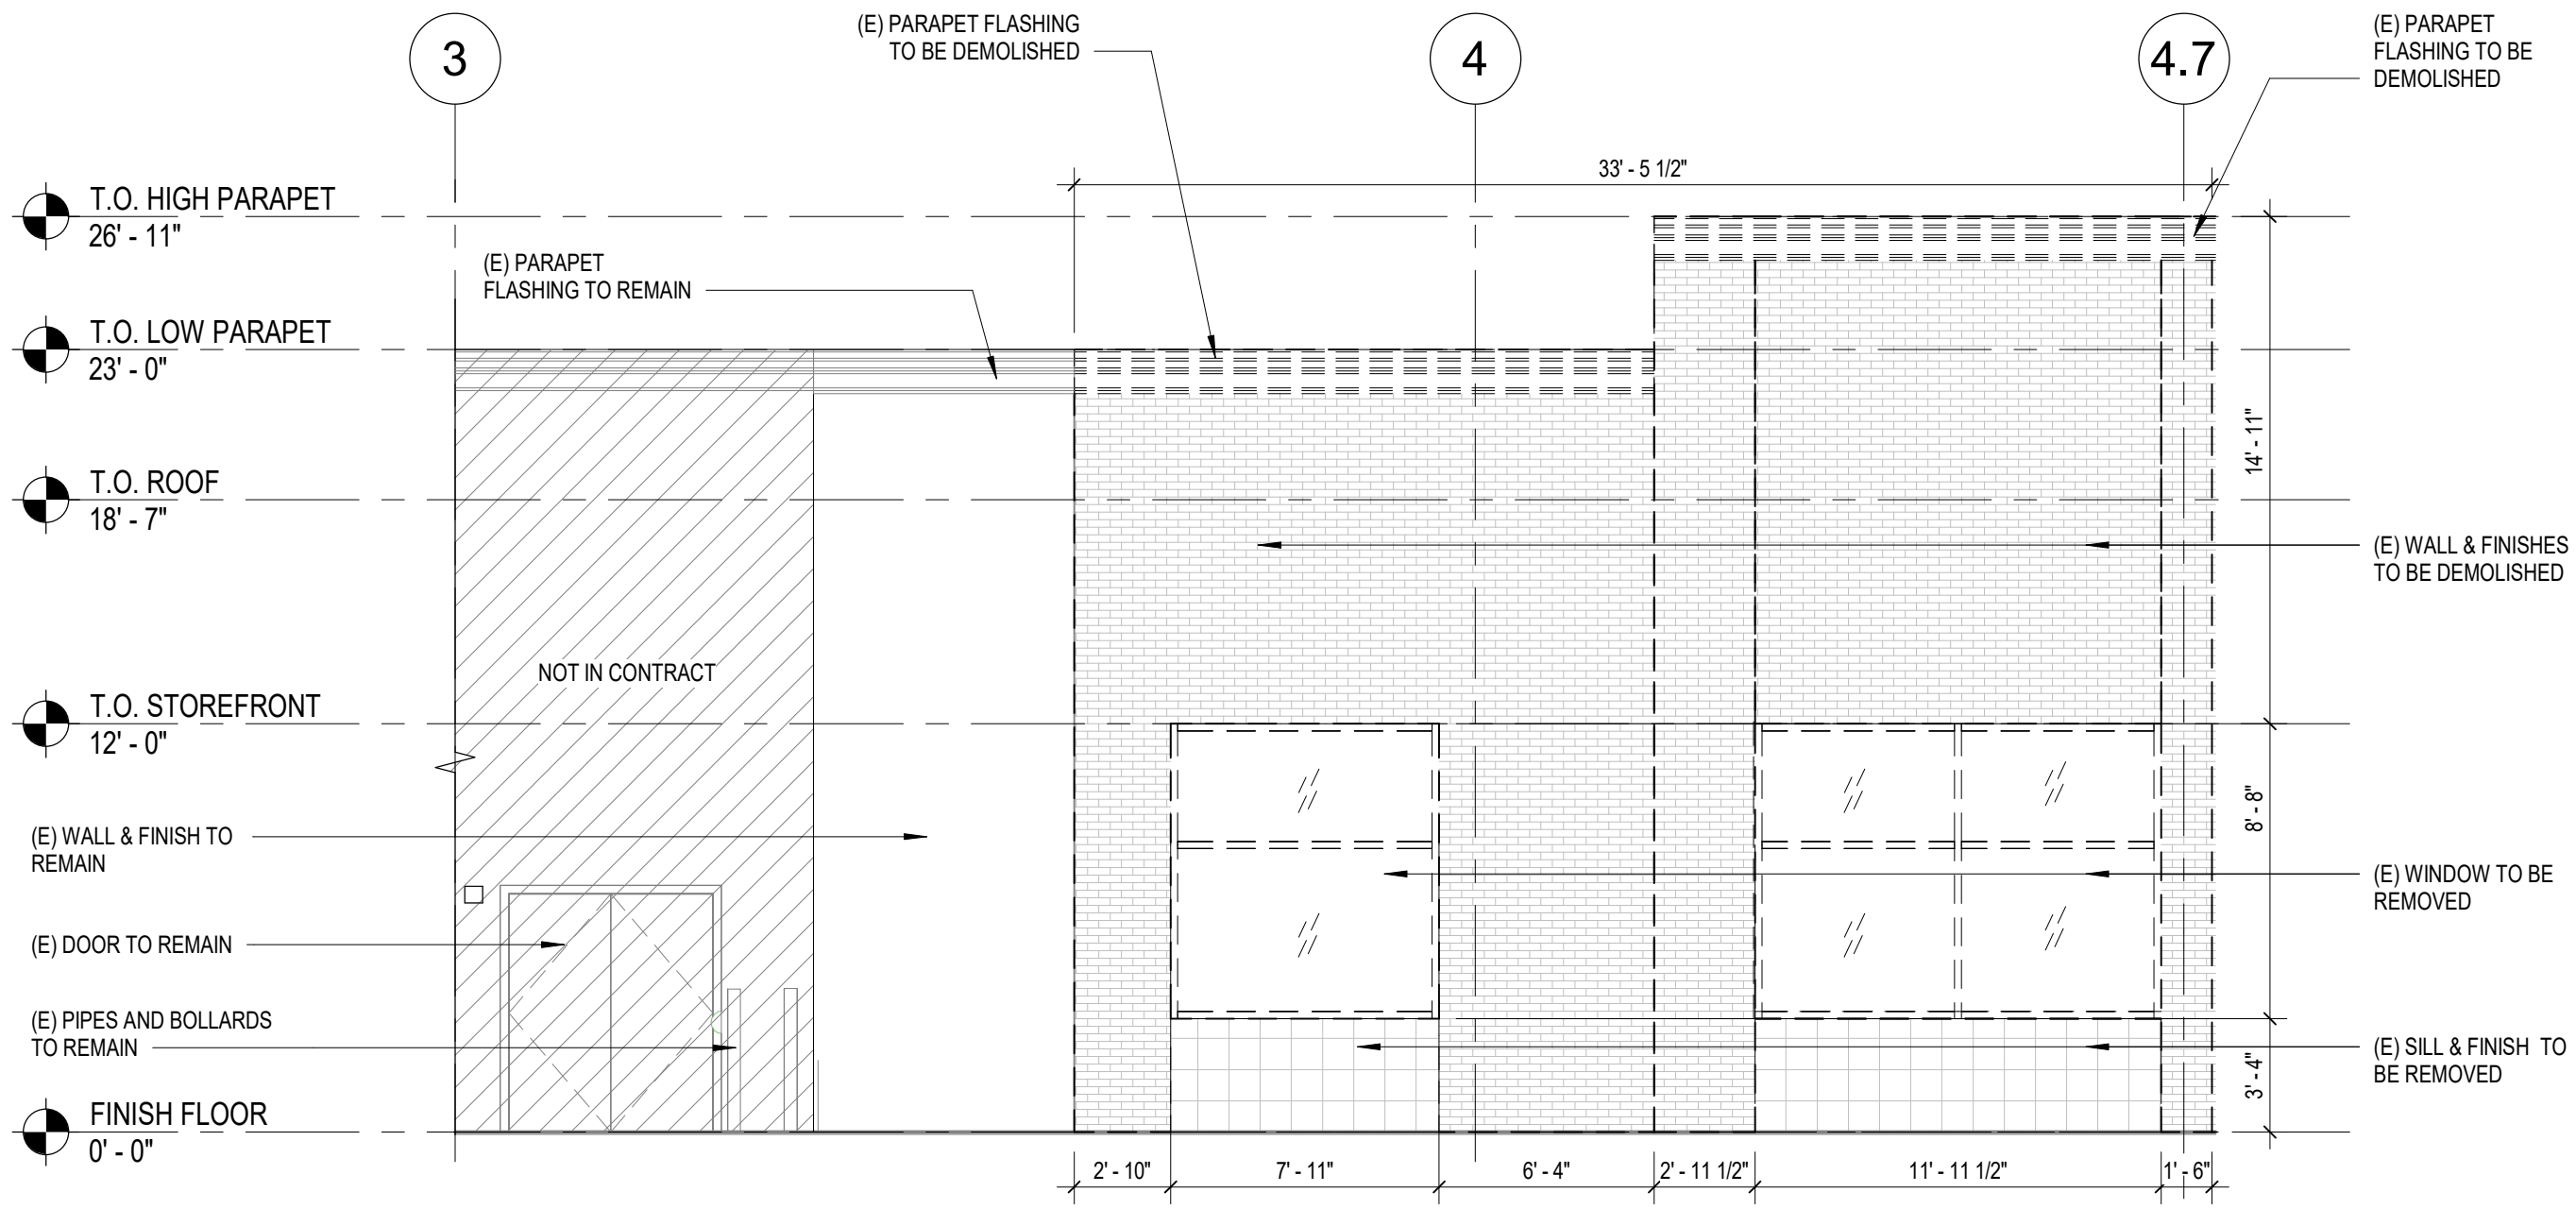 (E) PARAPET FLASHING
TO BE DEMOLISHED
(E) PARAPET
FLASHING TO BE
DEMOLISHED
3
4
4.7
33' - 5 1/2"
T.O. HIGH PARAPET
26' - 11"
(E) PARAPET
FLASHING TO REMAIN
T.O. LOW PARAPET
23' - 0"
14' - 11"
T.O. ROOF
18' - 7"
(E) WALL & FINISHES
TO BE DEMOLISHED
NOT IN CONTRACT
T.O. STOREFRONT
12' - 0"
8' - 8"
(E) WALL & FINISH TO
REMAIN
(E) WINDOW TO BE
REMOVED
(E) DOOR TO REMAIN
(E) PIPES AND BOLLARDS
TO REMAIN
(E) SILL & FINISH TO
BE REMOVED
3' - 4"
FINISH FLOOR
0' - 0"
2' - 10"
7' - 11"
6' - 4"
2' - 11 1/2"
11' - 11 1/2"
1' - 6"